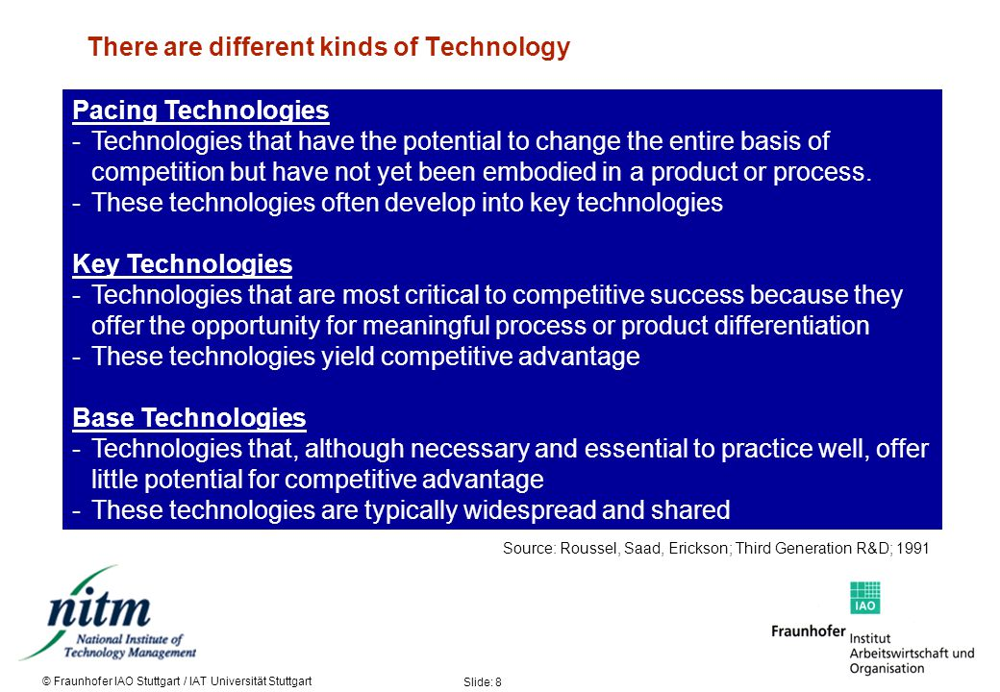 There are different kinds of Technology
Pacing Technologies
- Technologies that have the potential to change the entire basis of
competition but have not yet been embodied in a product or process.
- These technologies often develop into key technologies
Key Technologies
- Technologies that are most critical to competitive success because they
offer the opportunity for meaningful process or product differentiation
- These technologies yield competitive advantage
Base Technologies
- Technologies that, although necessary and essential to practice well, offer
little potential for competitive advantage
- These technologies are typically widespread and shared
Source: Roussel, Saad, Erickson; Third Generation R&D; 1991
nitm
National Institute of
Technology Management
IAO
Fraunhofer
Institut
Arbeitswirtschaft und
Organisation
© Fraunhofer IAO Stuttgart / IAT Universität Stuttgart
Slide: 8